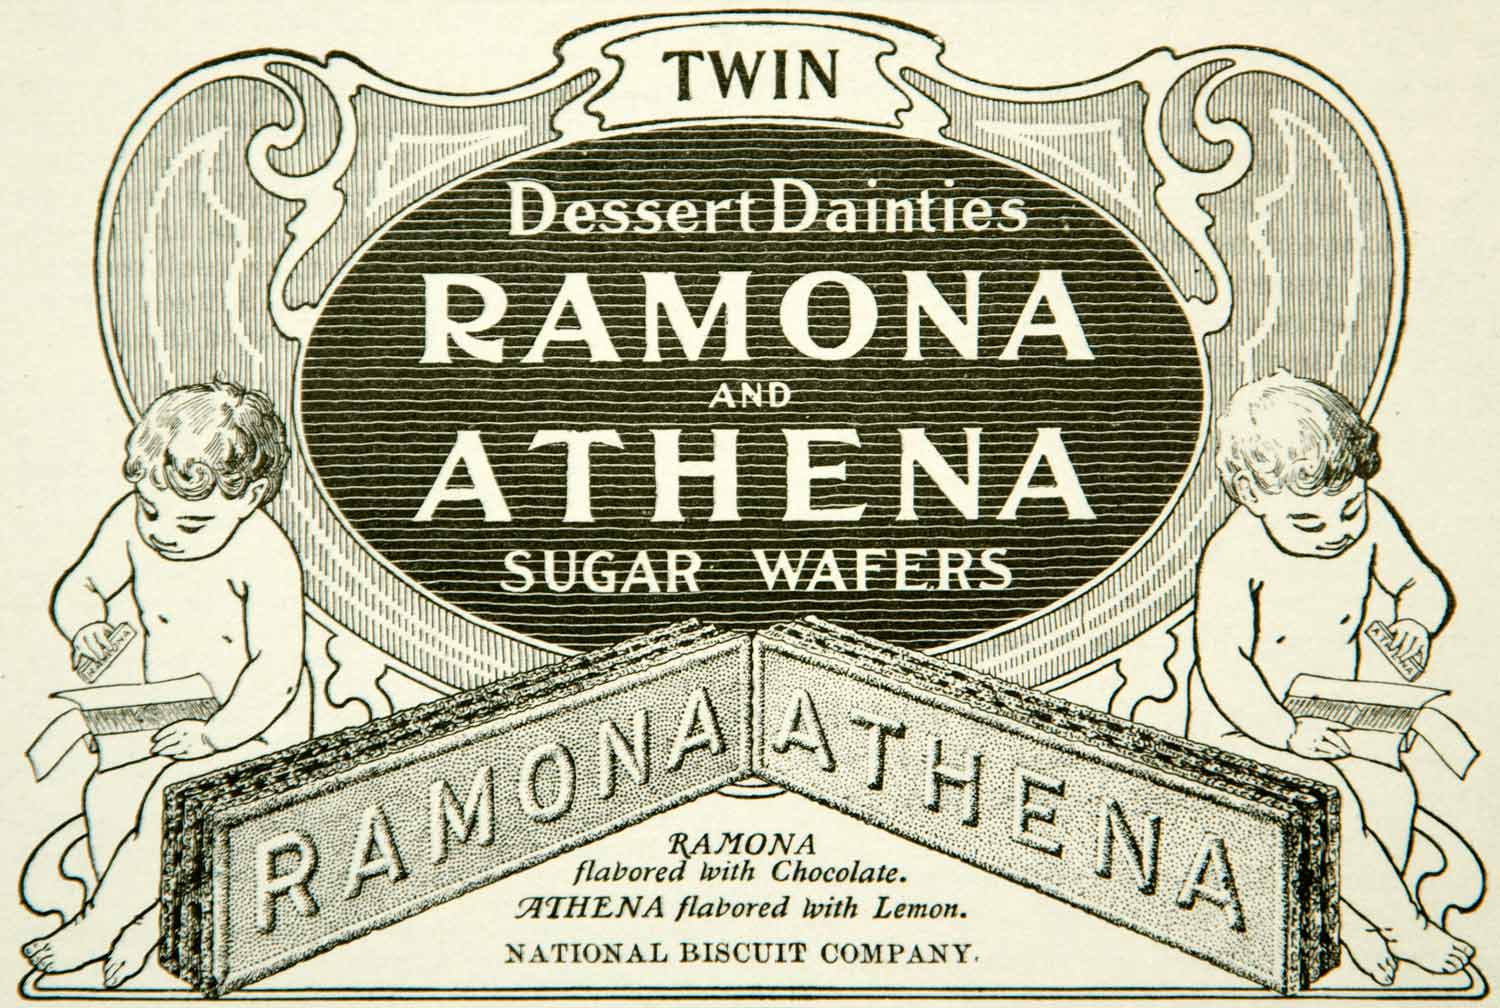 TWIN
Dessert Dainties
RAMONA
AND
ATHENA
SUGAR WAFERS
RAMONA
ATHENA
RAMONA
ATHENA
RAMONA
flavored with Chocolate.
ATHENA flavored with Lemon.
NATIONAL BISCUIT COMPANY.